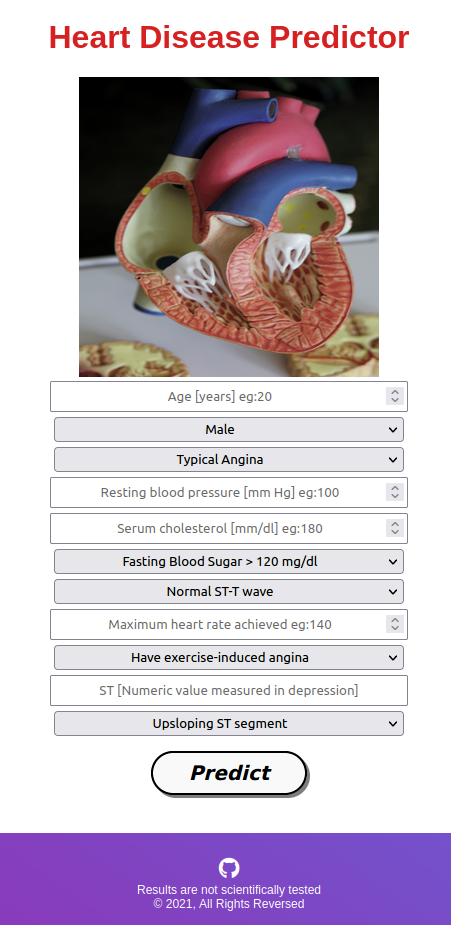 Heart Disease Predictor
Age [years] eg:20
Male
Typical Angina
Resting blood pressure [mm Hg] eg:100
Serum cholesterol [mm/dl] eg:180
Fasting Blood Sugar > 120 mg/dl
Normal ST-T wave
Maximum heart rate achieved eg:140
Have exercise-induced angina
ST [Numeric value measured in depression]
Upsloping ST segment
Predict
Results are not scientifically tested
© 2021, All Rights Reversed